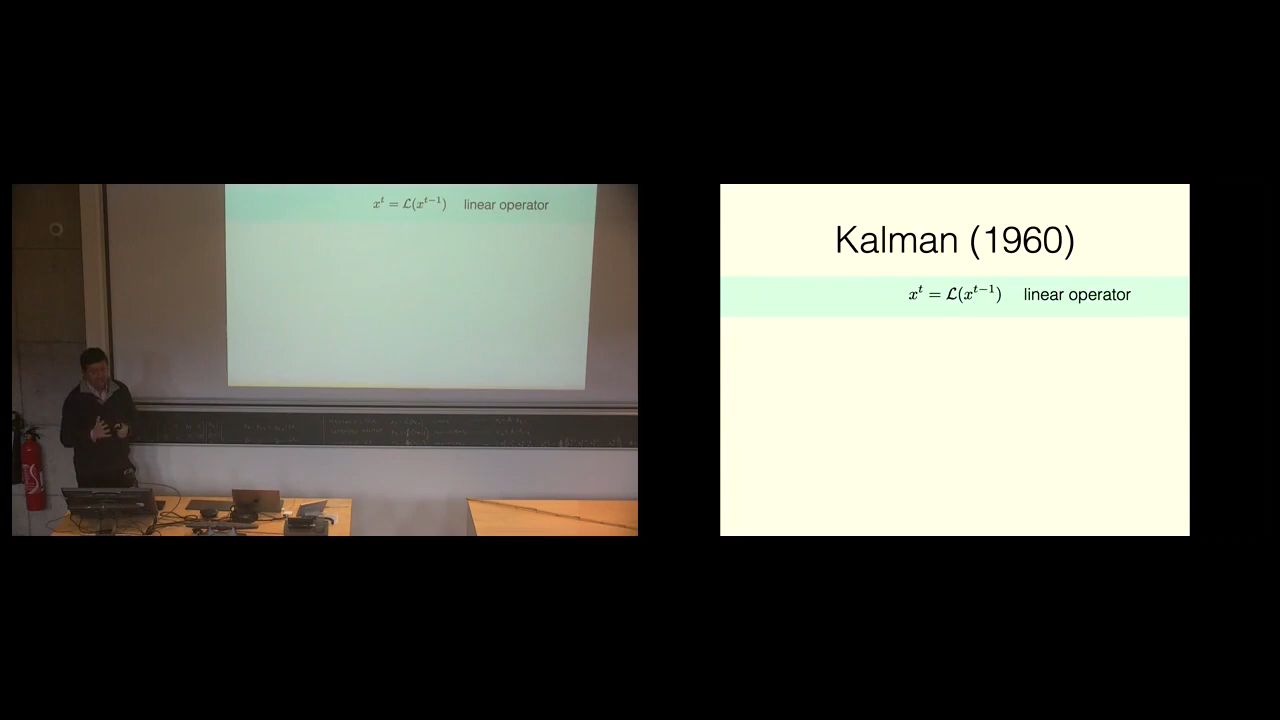 x^t = ℒ(x^{t-1}) linear operator
Kalman (1960)
x^t = ℒ(x^{t-1}) linear operator